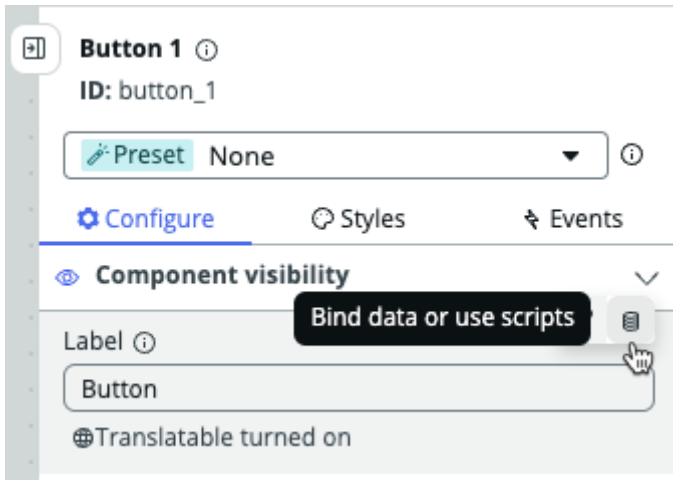 Button 1
ID: button_1
Preset None
Configure Styles Events
Component visibility
Bind data or use scripts
Label
Button
Translatable turned on